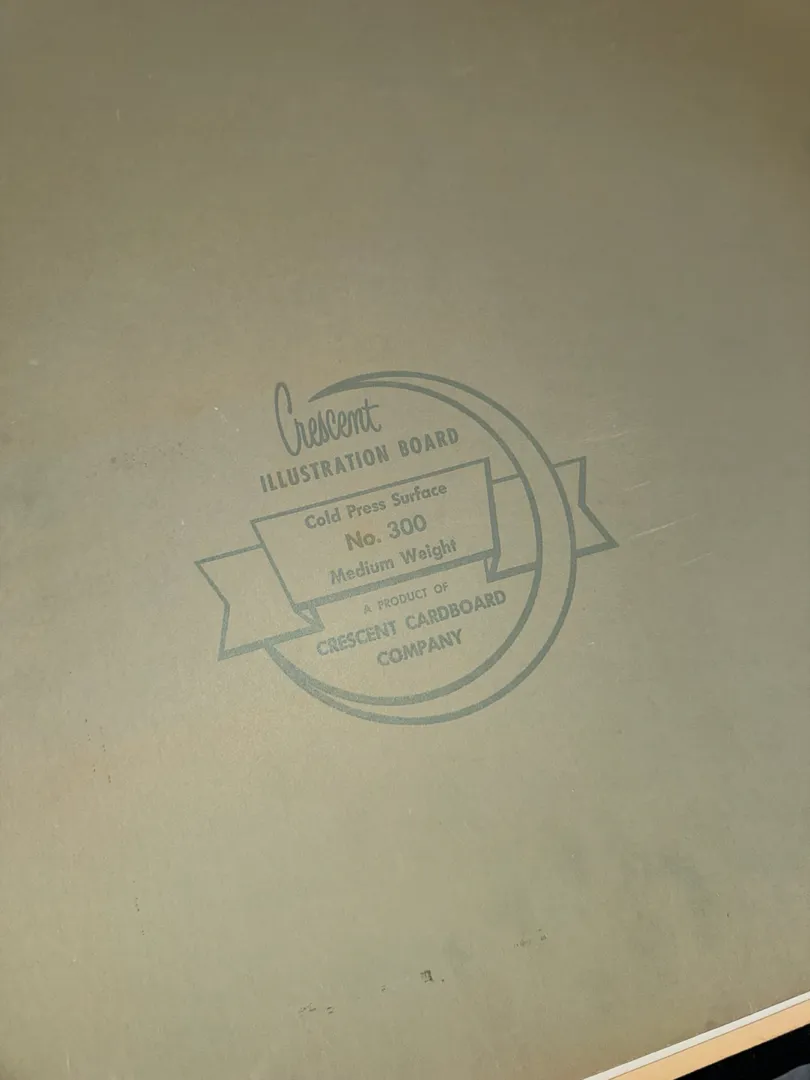 Crescent
ILLUSTRATION BOARD
Cold Press Surface
No. 300
Medium Weight
A PRODUCT OF
CRESCENT CARDBOARD
COMPANY